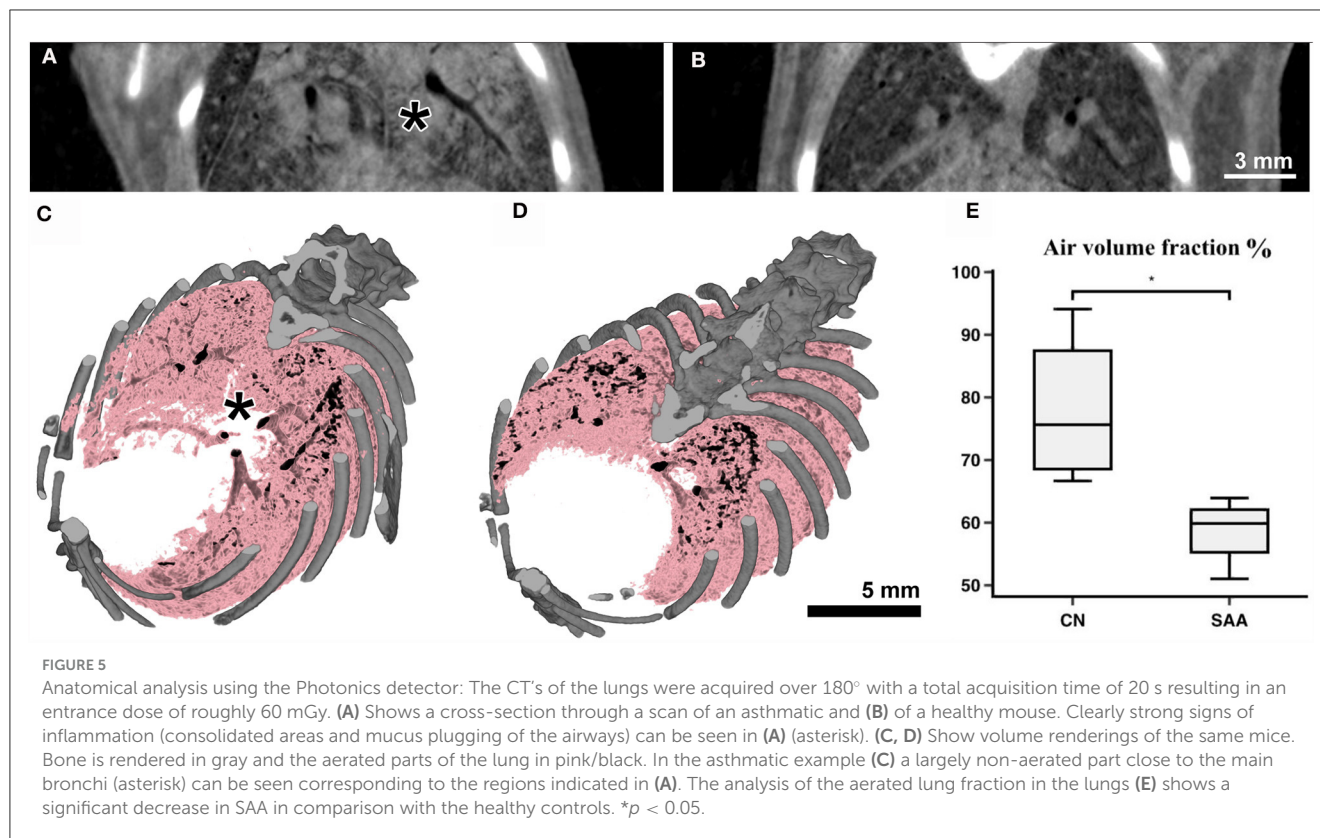 A
*
B
3 mm
C
*
D
5 mm
E
Air volume fraction %
*
100
90
80
70
60
50
CN
SAA
FIGURE 5
Anatomical analysis using the Photonics detector: The CT's of the lungs were acquired over 180° with a total acquisition time of 20 s resulting in an
entrance dose of roughly 60 mGy. (A) Shows a cross-section through a scan of an asthmatic and (B) of a healthy mouse. Clearly strong signs of
inflammation (consolidated areas and mucus plugging of the airways) can be seen in (A) (asterisk). (C, D) Show volume renderings of the same mice.
Bone is rendered in gray and the aerated parts of the lung in pink/black. In the asthmatic example (C) a largely non-aerated part close to the main
bronchi (asterisk) can be seen corresponding to the regions indicated in (A). The analysis of the aerated lung fraction in the lungs (E) shows a
significant decrease in SAA in comparison with the healthy controls. *p < 0.05.